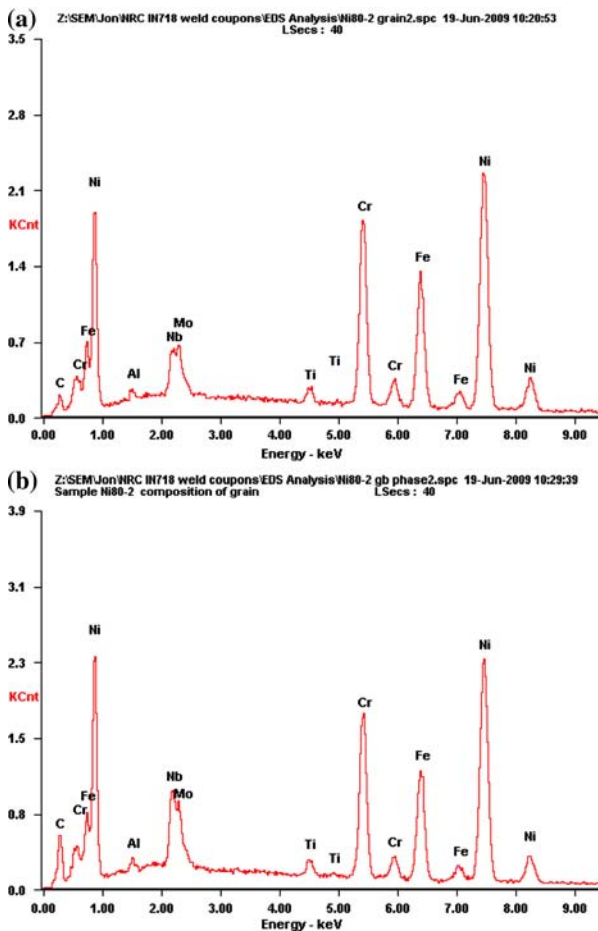 (a) Z:\SEM\Jon\NRC IN718 weld coupons\EDS Analysis\Ni80-2 grain2.spc 19-Jun-2009 10:20:53
LSecs : 40
3.5
2.8
2.1
KCnt
1.4
0.7
0.0
C
Cr
Fe
Ni
Al
Nb
Mo
Ti
Ti
Cr
Cr
Fe
Fe
Ni
Ni
0.00 1.00 2.00 3.00 4.00 5.00 6.00 7.00 8.00 9.00
Energy - keV
(b) Z:\SEM\Jon\NRC IN718 weld coupons\EDS Analysis\Ni80-2 gb phase2.spc 19-Jun-2009 10:29:39
Sample Ni80-2 composition of grain LSecs : 40
3.9
3.1
2.3
KCnt
1.5
0.8
0.0
C
Cr
Fe
Ni
Al
Nb
Mo
Ti
Ti
Cr
Cr
Fe
Fe
Ni
Ni
0.00 1.00 2.00 3.00 4.00 5.00 6.00 7.00 8.00 9.00
Energy - keV